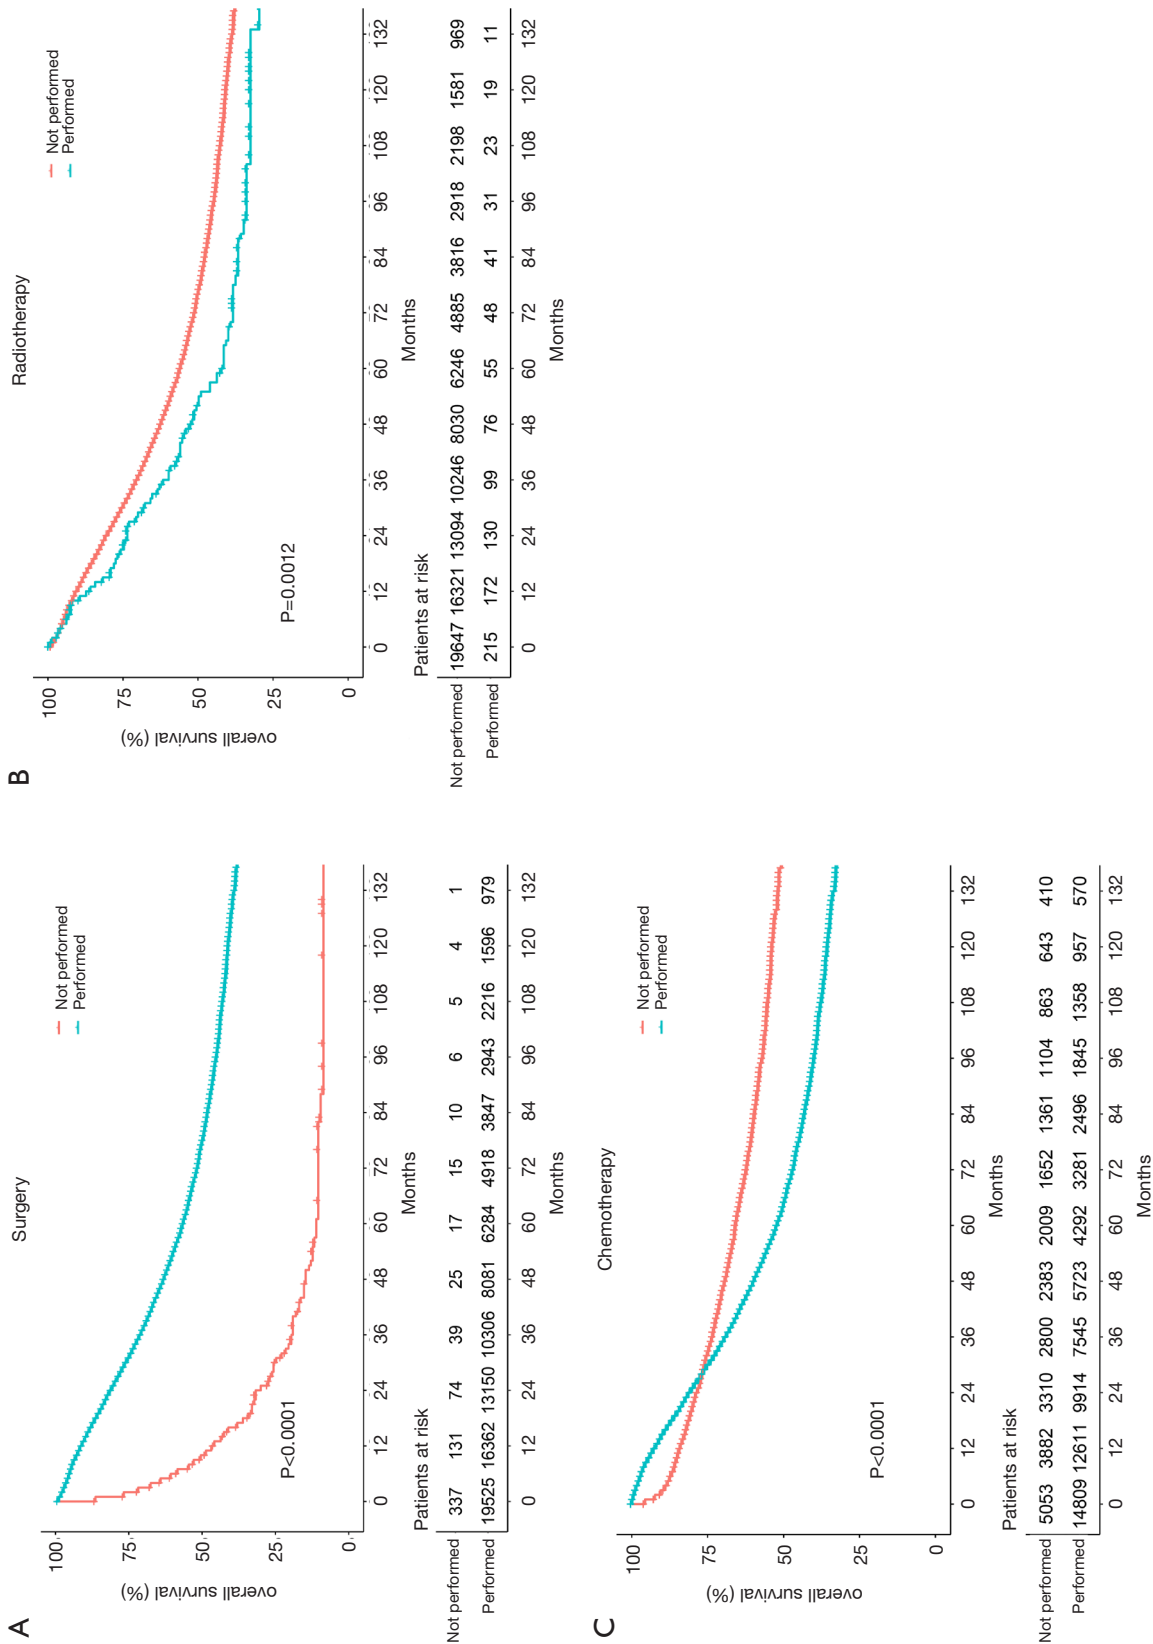 A
Surgery
Not performed
Performed
overall survival (%)
100
75
50
25
0
P<0.0001
0 12 24 36 48 60 72 84 96 108 120 132
Months
Patients at risk
Not performed 337 131 74 39 25 17 15 10 6 5 4 1
Performed 19525 16362 13150 10306 8081 6284 4918 3847 2943 2216 1596 979
0 12 24 36 48 60 72 84 96 108 120 132
Months
B
Radiotherapy
Not performed
Performed
overall survival (%)
100
75
50
25
0
P=0.0012
0 12 24 36 48 60 72 84 96 108 120 132
Months
Patients at risk
Not performed 19647 16321 13094 10246 8030 6246 4885 3816 2918 2198 1581 969
Performed 215 172 130 99 76 55 48 41 31 23 19 11
0 12 24 36 48 60 72 84 96 108 120 132
Months
C
Chemotherapy
Not performed
Performed
overall survival (%)
100
75
50
25
0
P<0.0001
0 12 24 36 48 60 72 84 96 108 120 132
Months
Patients at risk
Not performed 5053 3882 3310 2800 2383 2009 1652 1361 1104 863 643 410
Performed 14809 12611 9914 7545 5723 4292 3281 2496 1845 1358 957 570
0 12 24 36 48 60 72 84 96 108 120 132
Months